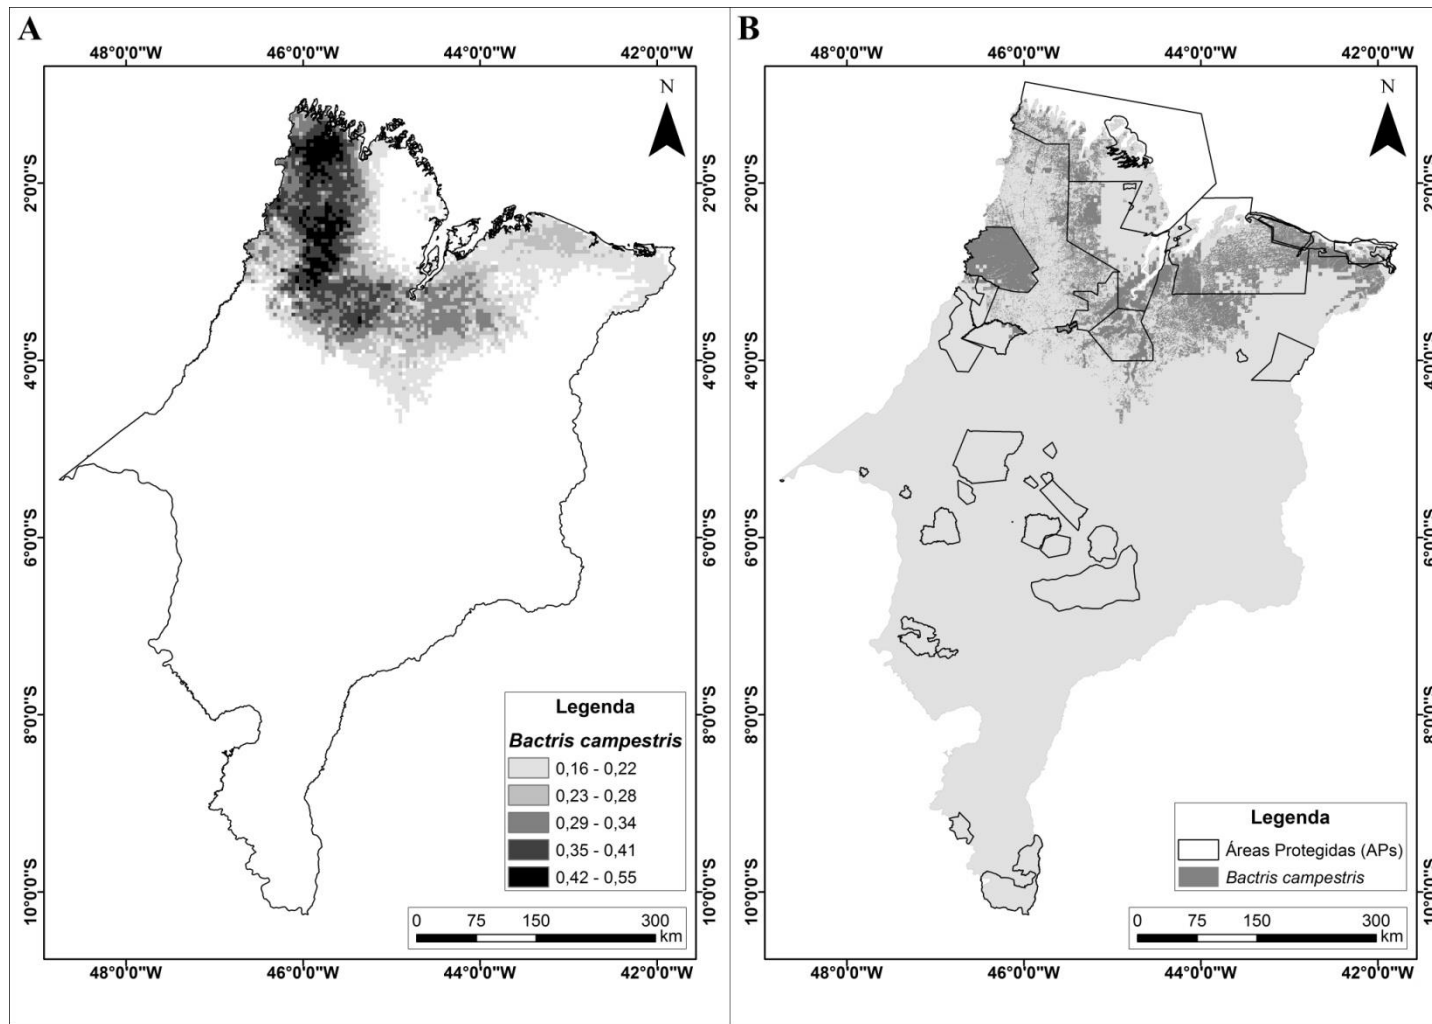 A
48°0'0"W 46°0'0"W 44°0'0"W 42°0'0"W
N
2°0'0"S
4°0'0"S
6°0'0"S
8°0'0"S
10°0'0"S
2°0'0"S
4°0'0"S
6°0'0"S
8°0'0"S
10°0'0"S
Legenda
Bactris campestris
0,16 - 0,22
0,23 - 0,28
0,29 - 0,34
0,35 - 0,41
0,42 - 0,55
0 75 150 300
km
48°0'0"W 46°0'0"W 44°0'0"W 42°0'0"W
B
48°0'0"W 46°0'0"W 44°0'0"W 42°0'0"W
N
2°0'0"S
4°0'0"S
6°0'0"S
8°0'0"S
10°0'0"S
2°0'0"S
4°0'0"S
6°0'0"S
8°0'0"S
10°0'0"S
Legenda
Áreas Protegidas (APs)
Bactris campestris
0 75 150 300
km
48°0'0"W 46°0'0"W 44°0'0"W 42°0'0"W